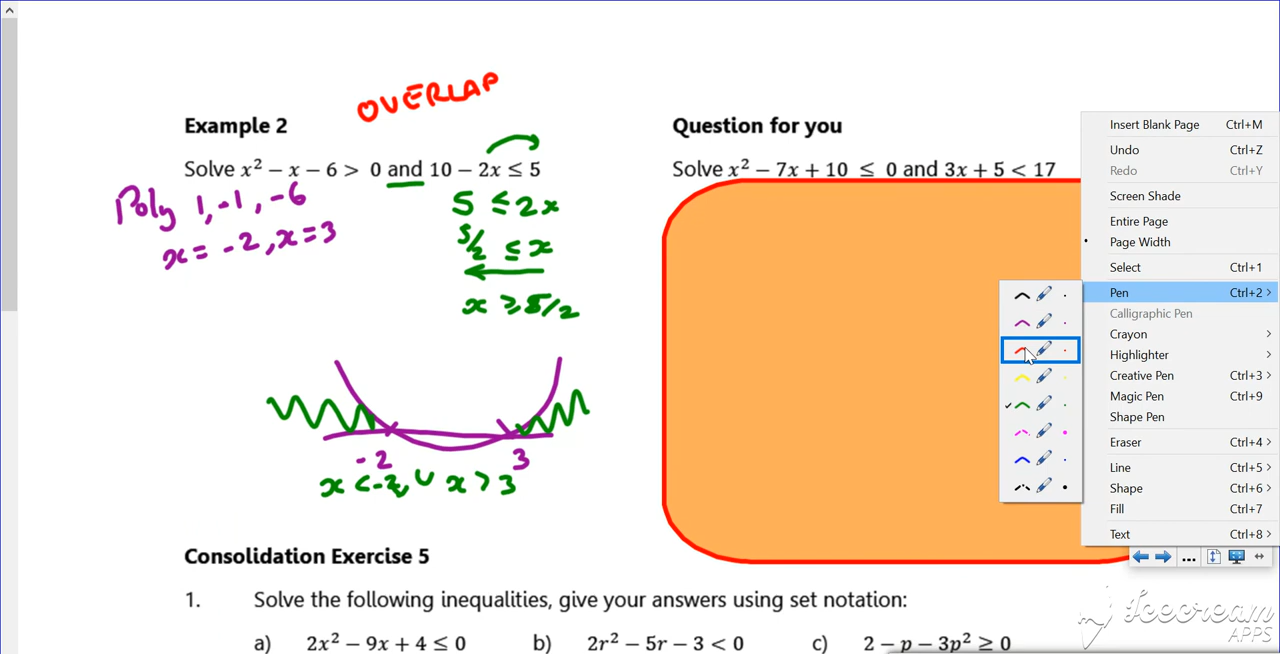 OVERLAP
Example 2
Solve x² − x − 6 > 0 and 10 − 2x ≤ 5
Poly 1, -1, -6
x = -2, x = 3
5 ≤ 2x
5/2 ≤ x
x ≥ 5/2
-2
3
x < -2 ∪ x > 3
Question for you
Solve x² − 7x + 10 ≤ 0 and 3x + 5 < 17
Insert Blank Page Ctrl+M
Undo Ctrl+Z
Redo Ctrl+Y
Screen Shade
Entire Page
Page Width
Select Ctrl+1
Pen Ctrl+2
Calligraphic Pen
Crayon
Highlighter
Creative Pen Ctrl+3
Magic Pen Ctrl+9
Shape Pen
Eraser Ctrl+4
Line Ctrl+5
Shape Ctrl+6
Fill Ctrl+7
Text Ctrl+8
Consolidation Exercise 5
1. Solve the following inequalities, give your answers using set notation:
a) 2x² − 9x + 4 ≤ 0 b) 2r² − 5r − 3 < 0 c) 2 − p − 3p² ≥ 0
Icecream
APPS